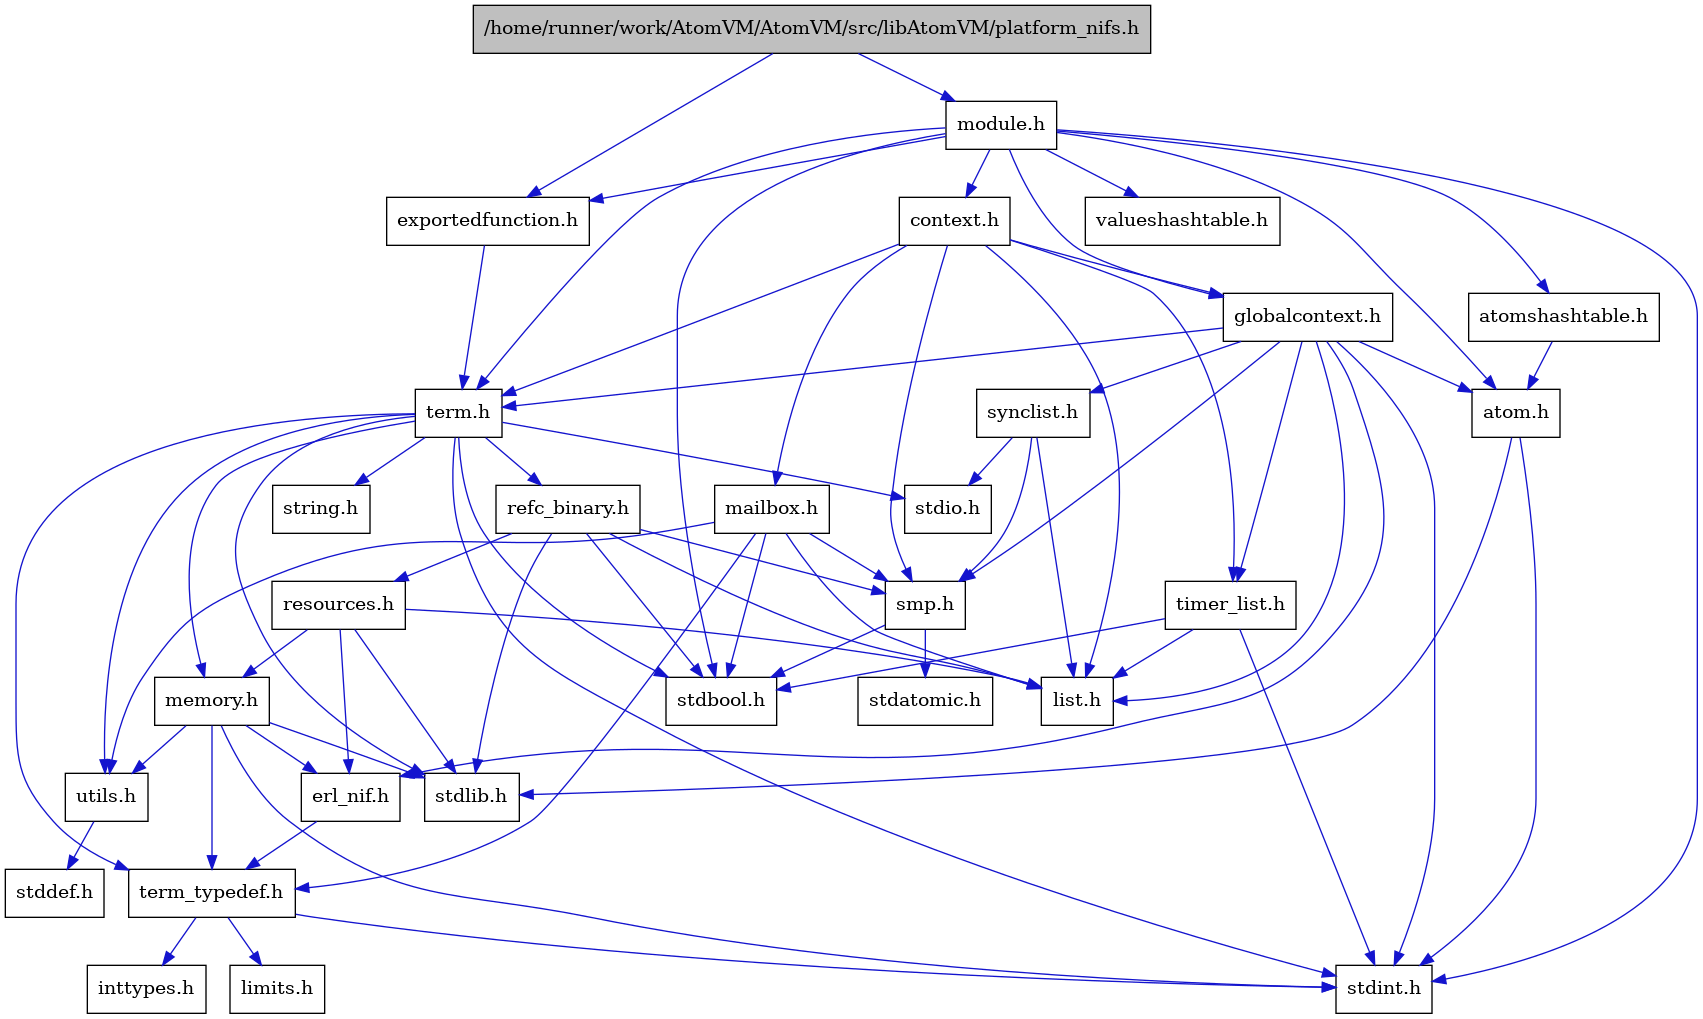 /home/runner/work/AtomVM/AtomVM/src/libAtomVM/platform_nifs.h
module.h
exportedfunction.h
context.h
valueshashtable.h
globalcontext.h
atomshashtable.h
term.h
synclist.h
atom.h
string.h
refc_binary.h
mailbox.h
stdio.h
resources.h
smp.h
timer_list.h
memory.h
stdbool.h
stdatomic.h
list.h
utils.h
erl_nif.h
stdlib.h
stddef.h
term_typedef.h
inttypes.h
limits.h
stdint.h